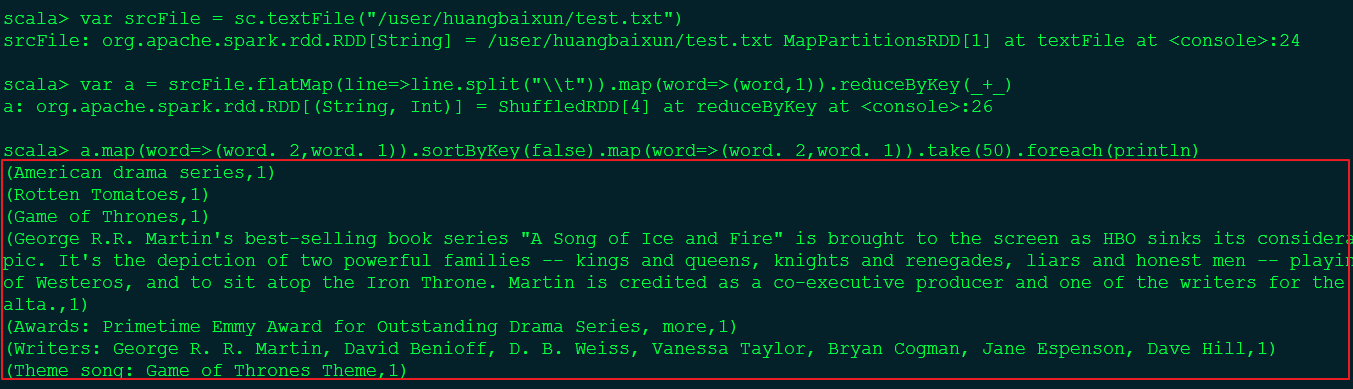 scala> var srcFile = sc.textFile("/user/huangbaixun/test.txt")
srcFile: org.apache.spark.rdd.RDD[String] = /user/huangbaixun/test.txt MapPartitionsRDD[1] at textFile at <console>:24
scala> var a = srcFile.flatMap(line=>line.split("\\t")).map(word=>(word,1)).reduceByKey(_+_)
a: org.apache.spark.rdd.RDD[(String, Int)] = ShuffledRDD[4] at reduceByKey at <console>:26
scala> a.map(word=>(word. 2,word. 1)).sortByKey(false).map(word=>(word. 2,word. 1)).take(50).foreach(println)
(American drama series,1)
(Rotten Tomatoes,1)
(Game of Thrones,1)
(George R.R. Martin's best-selling book series "A Song of Ice and Fire" is brought to the screen as HBO sinks its considera
pic. It's the depiction of two powerful families -- kings and queens, knights and renegades, liars and honest men -- playin
of Westeros, and to sit atop the Iron Throne. Martin is credited as a co-executive producer and one of the writers for the
alta.,1)
(Awards: Primetime Emmy Award for Outstanding Drama Series, more,1)
(Writers: George R. R. Martin, David Benioff, D. B. Weiss, Vanessa Taylor, Bryan Cogman, Jane Espenson, Dave Hill,1)
(Theme song: Game of Thrones Theme,1)